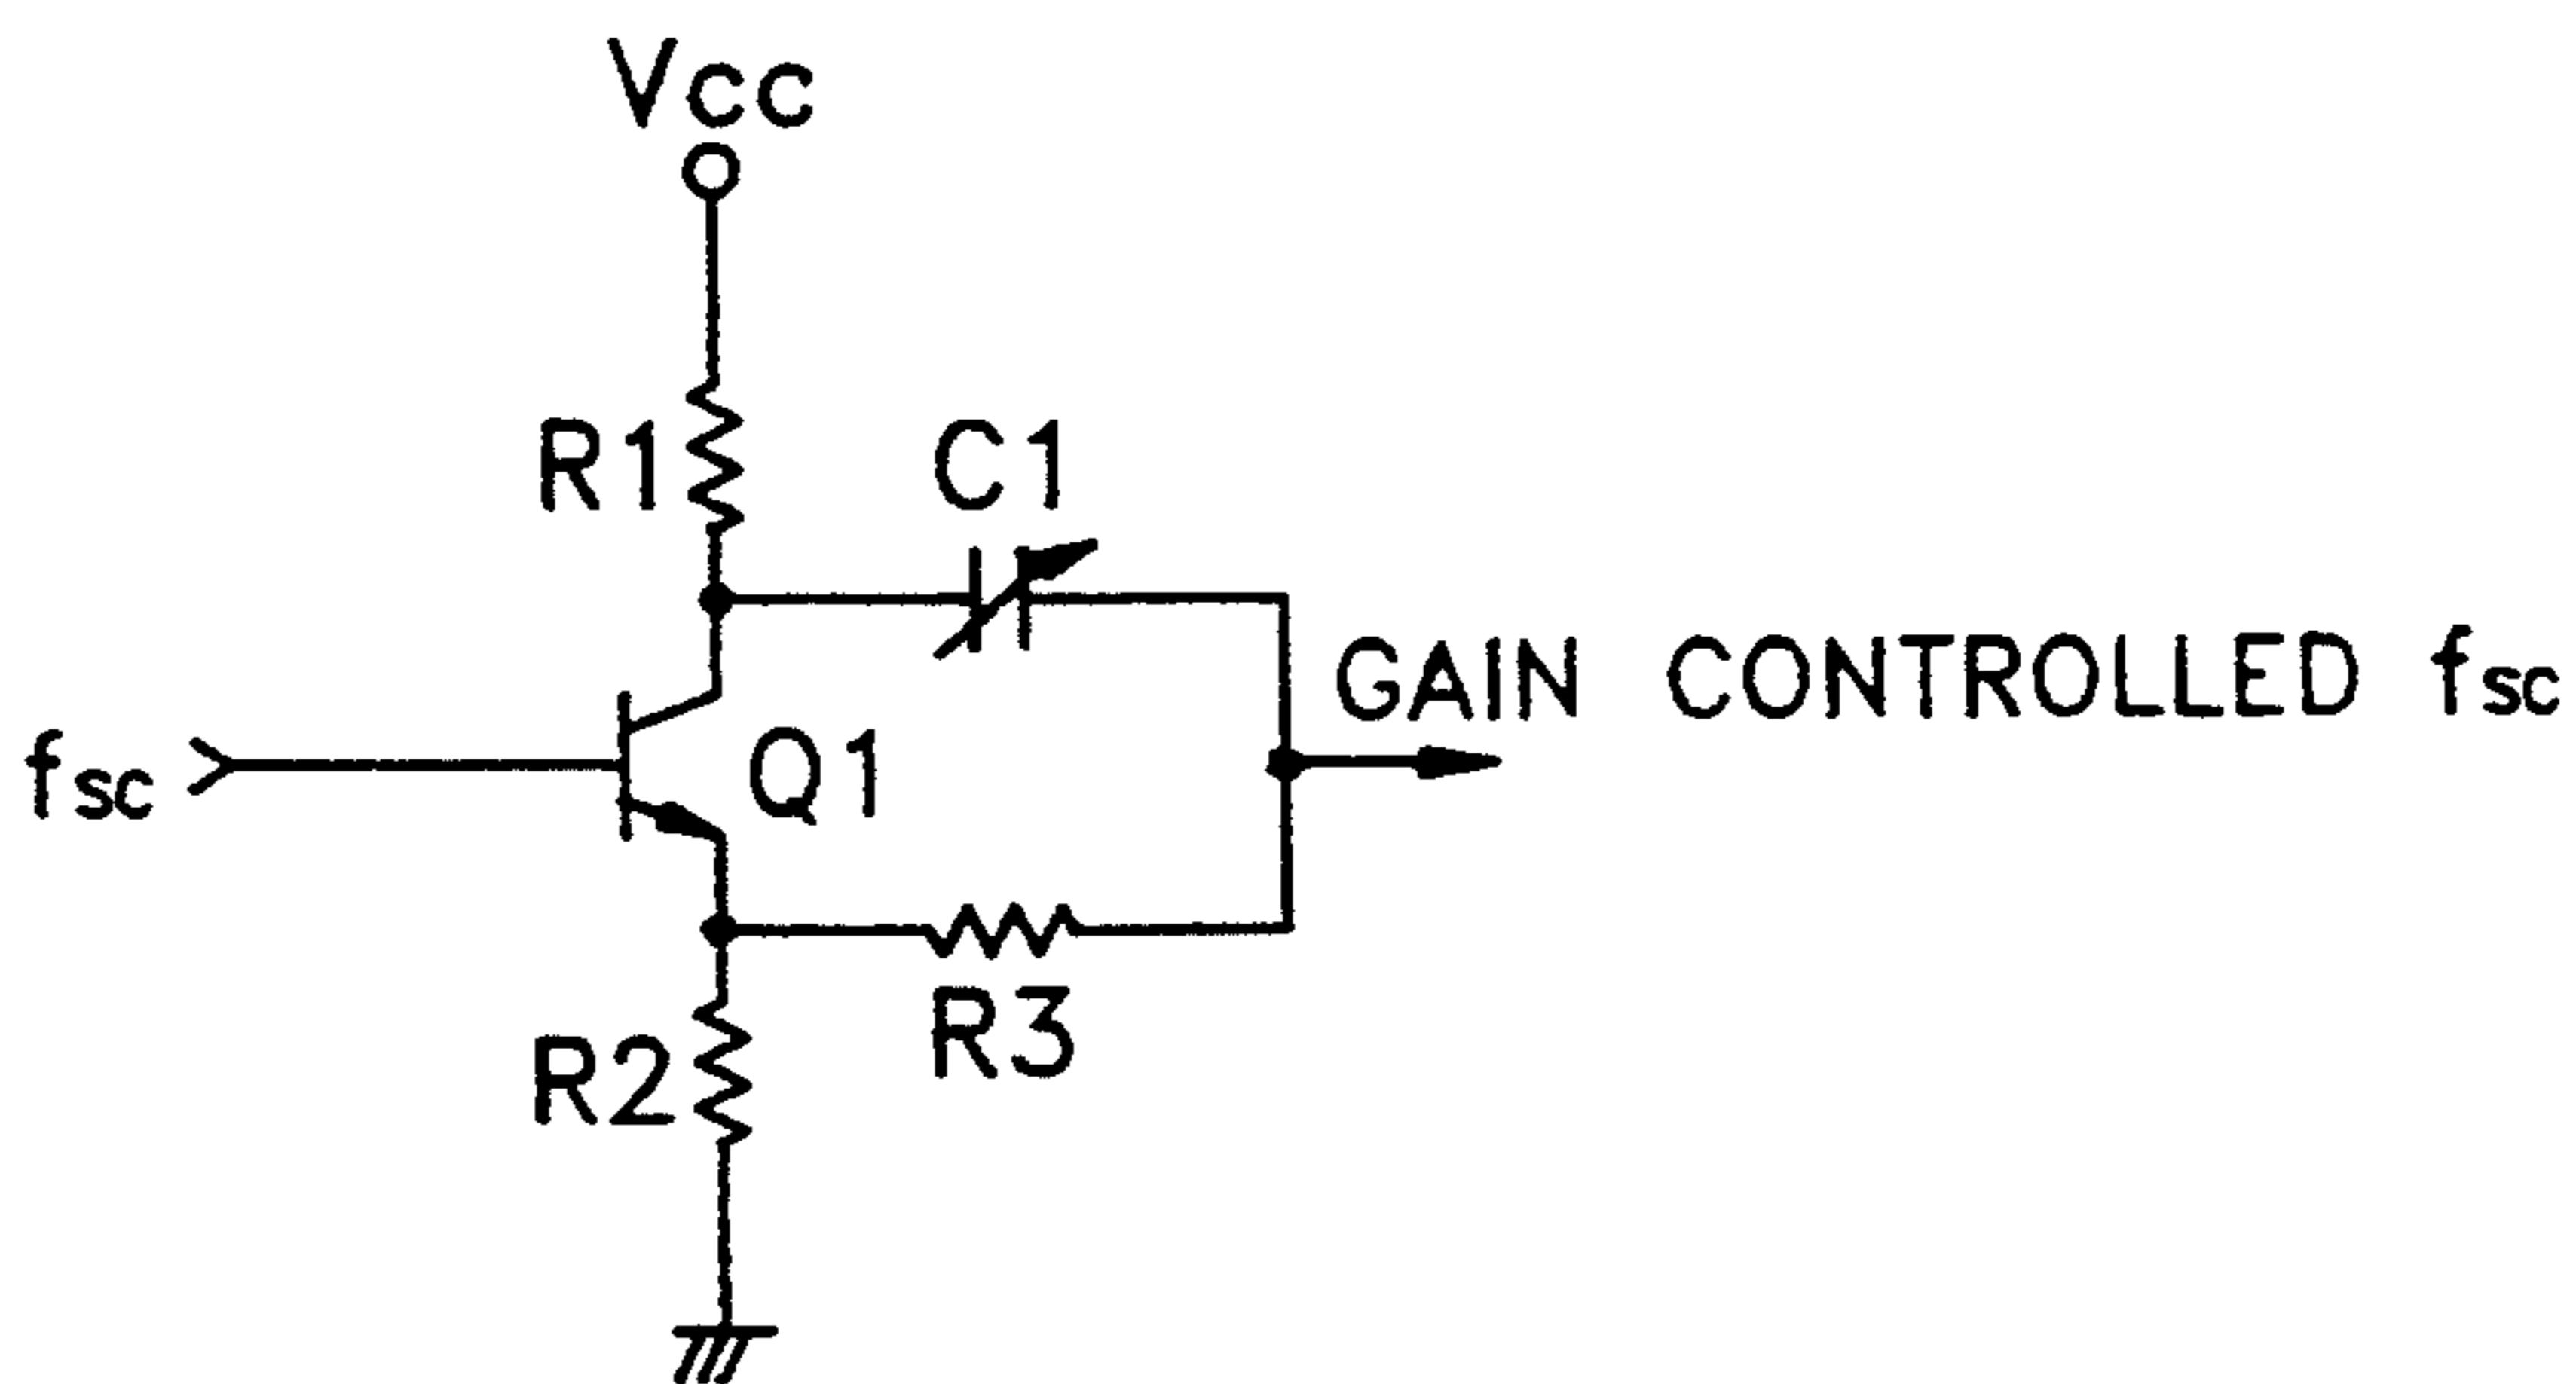 Vcc
R1
C1
GAIN CONTROLLED fsc
fsc
Q1
R3
R2